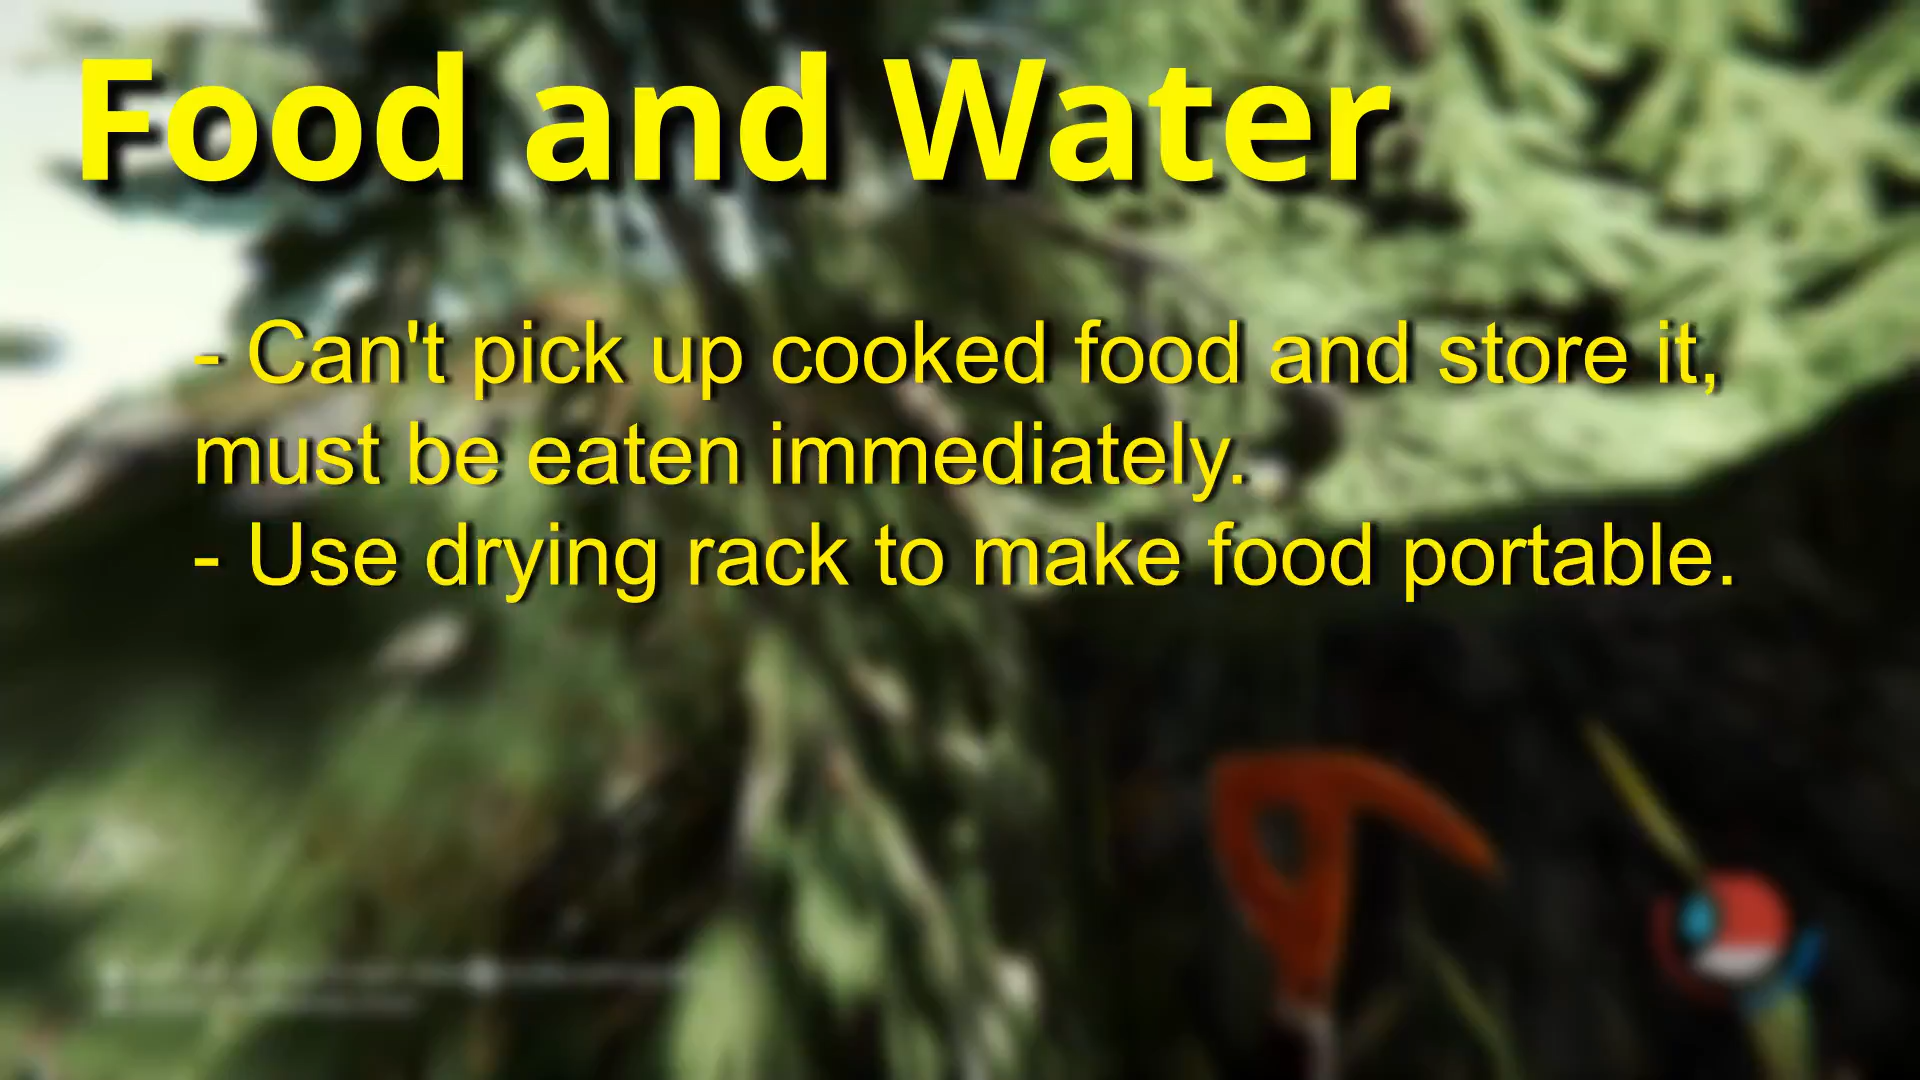 Food and Water
- Can't pick up cooked food and store it,
must be eaten immediately.
- Use drying rack to make food portable.